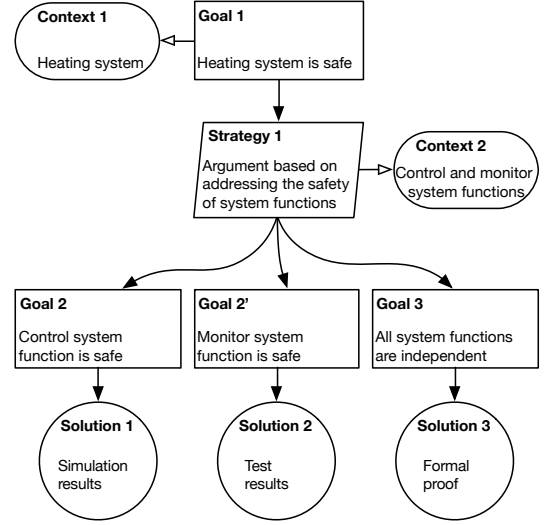 Context 1
Heating system
Goal 1
Heating system is safe
Strategy 1
Argument based on
addressing the safety
of system functions
Context 2
Control and monitor
system functions
Goal 2
Control system
function is safe
Goal 2’
Monitor system
function is safe
Goal 3
All system functions
are independent
Solution 1
Simulation
results
Solution 2
Test
results
Solution 3
Formal
proof